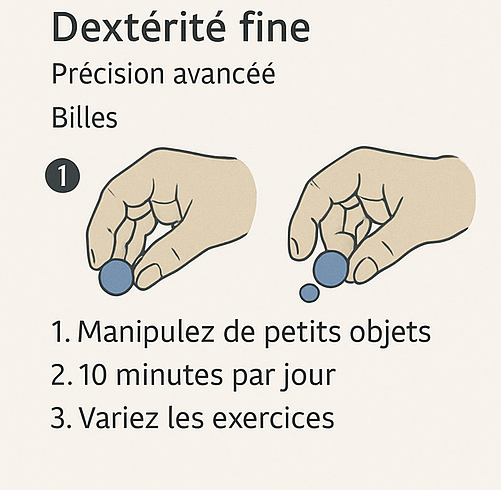 Dextérité fine
Précision avancéé
Billes
1
1. Manipulez de petits objets
2. 10 minutes par jour
3. Variez les exercices